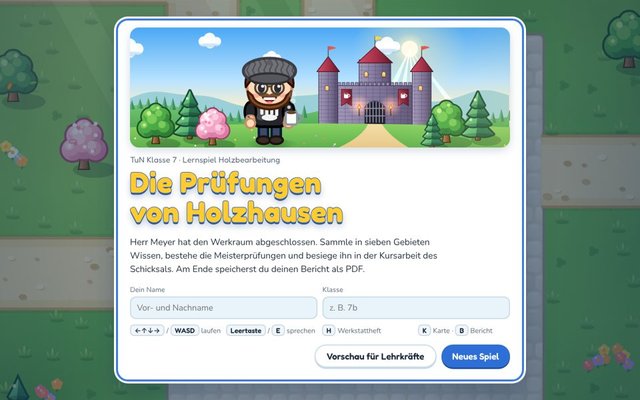 TuN Klasse 7 · Lernspiel Holzbearbeitung
Die Prüfungen
von Holzhausen
Herr Meyer hat den Werkraum abgeschlossen. Sammle in sieben Gebieten
Wissen, bestehe die Meisterprüfungen und besiege ihn in der Kursarbeit des
Schicksals. Am Ende speicherst du deinen Bericht als PDF.
Dein Name Klasse
Vor- und Nachname z. B. 7b
←↑↓→ / WASD laufen Leertaste / E sprechen H Werkstattheft K Karte · B Bericht
Vorschau für Lehrkräfte Neues Spiel